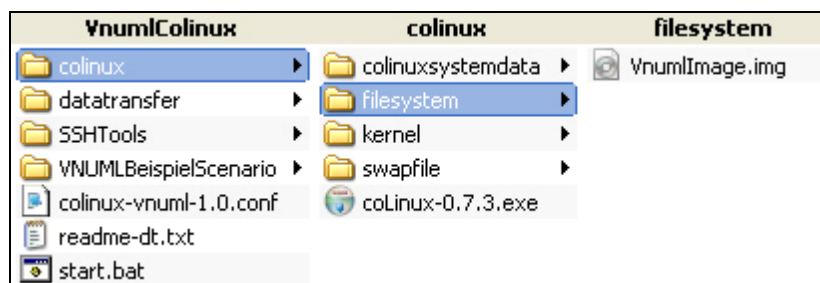 VnumlColinux
colinux
datatransfer
SSHTools
VNUMLBeispielScenario
colinux-vnuml-1.0.conf
readme-dt.txt
start.bat
colinux
colinuxsystemdata
filesystem
kernel
swapfile
coLinux-0.7.3.exe
filesystem
VnumlImage.img